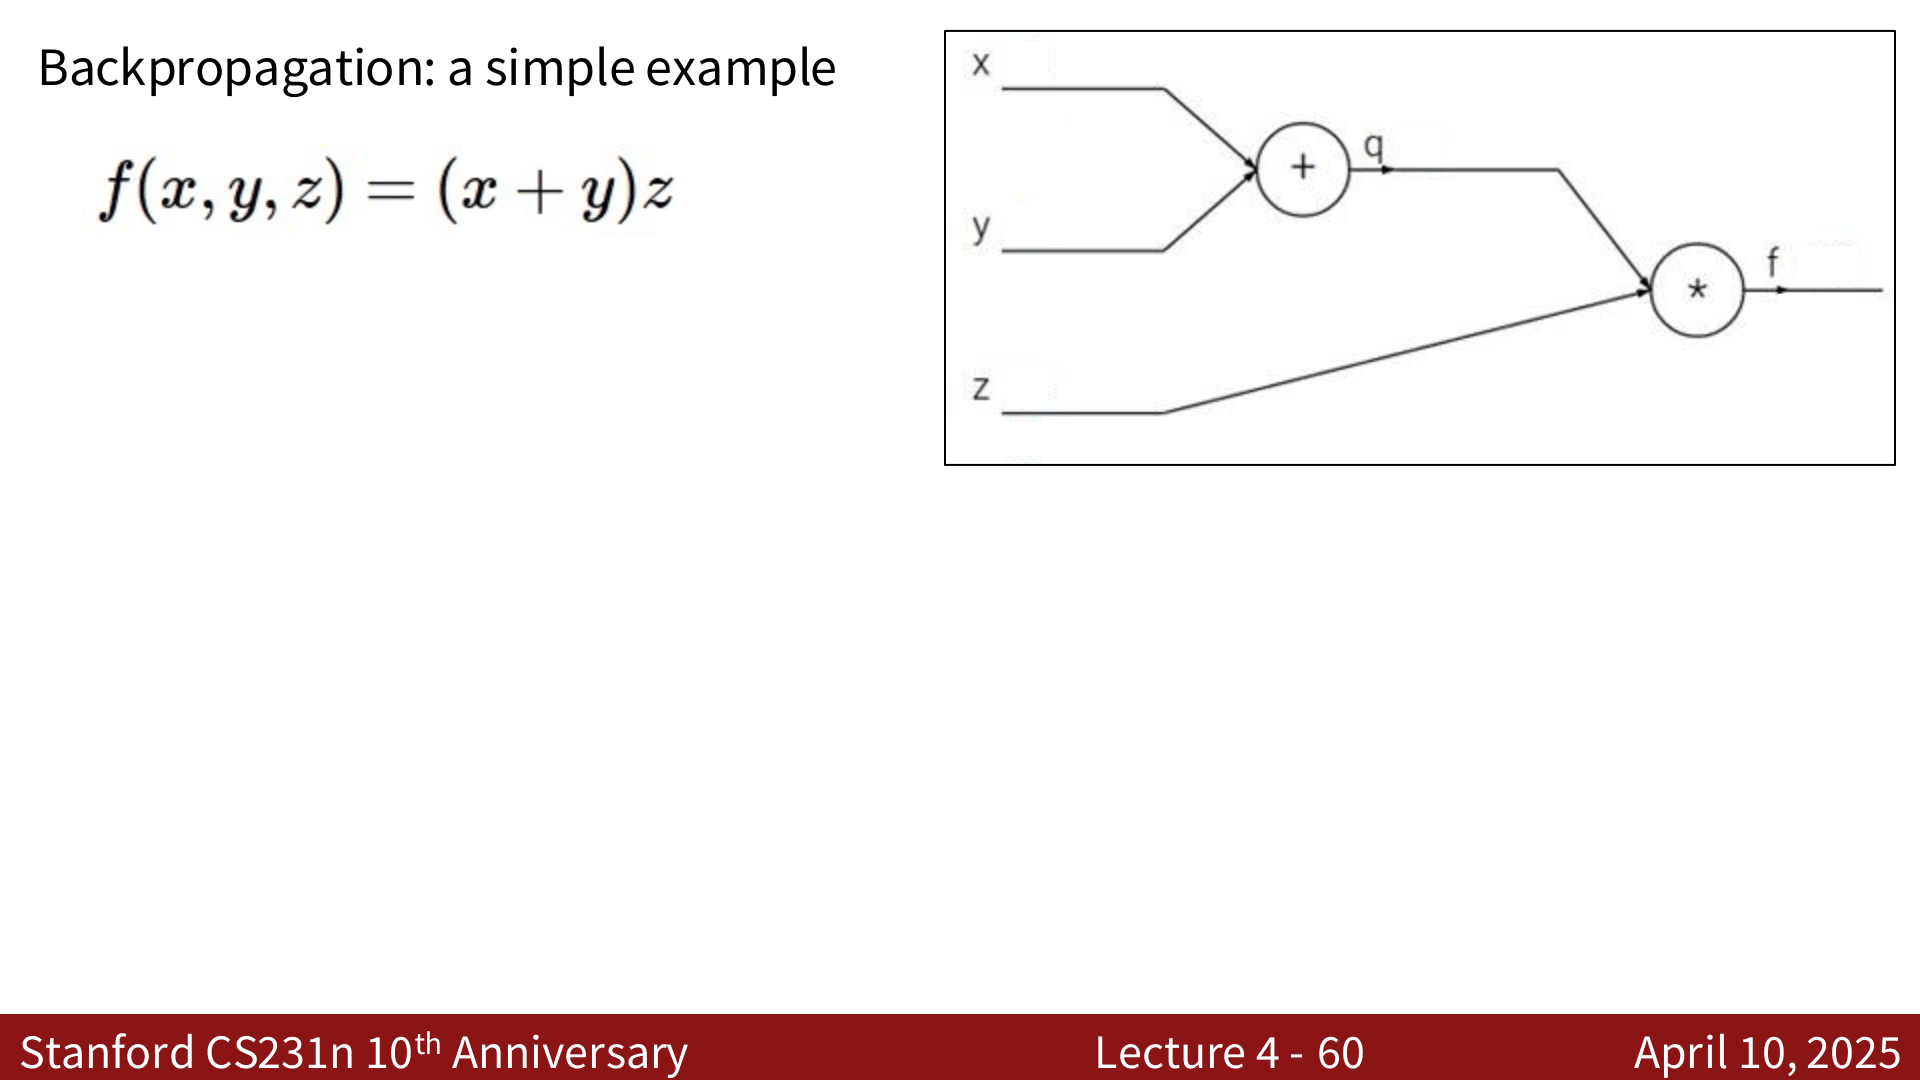 Backpropagation: a simple example
f(x, y, z) = (x + y)z
x
y
z
+
q
*
f
Stanford CS231n 10th Anniversary
Lecture 4 - 60
April 10, 2025